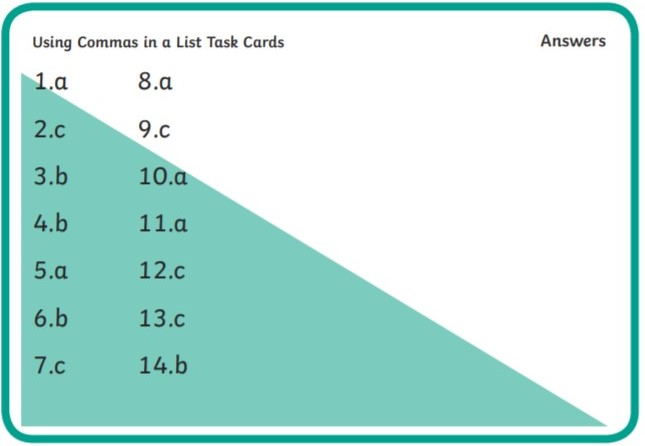 Using Commas in a List Task Cards
Answers
1.a
2.c
3.b
4.b
5.a
6.b
7.c
8.a
9.c
10.a
11.a
12.c
13.c
14.b